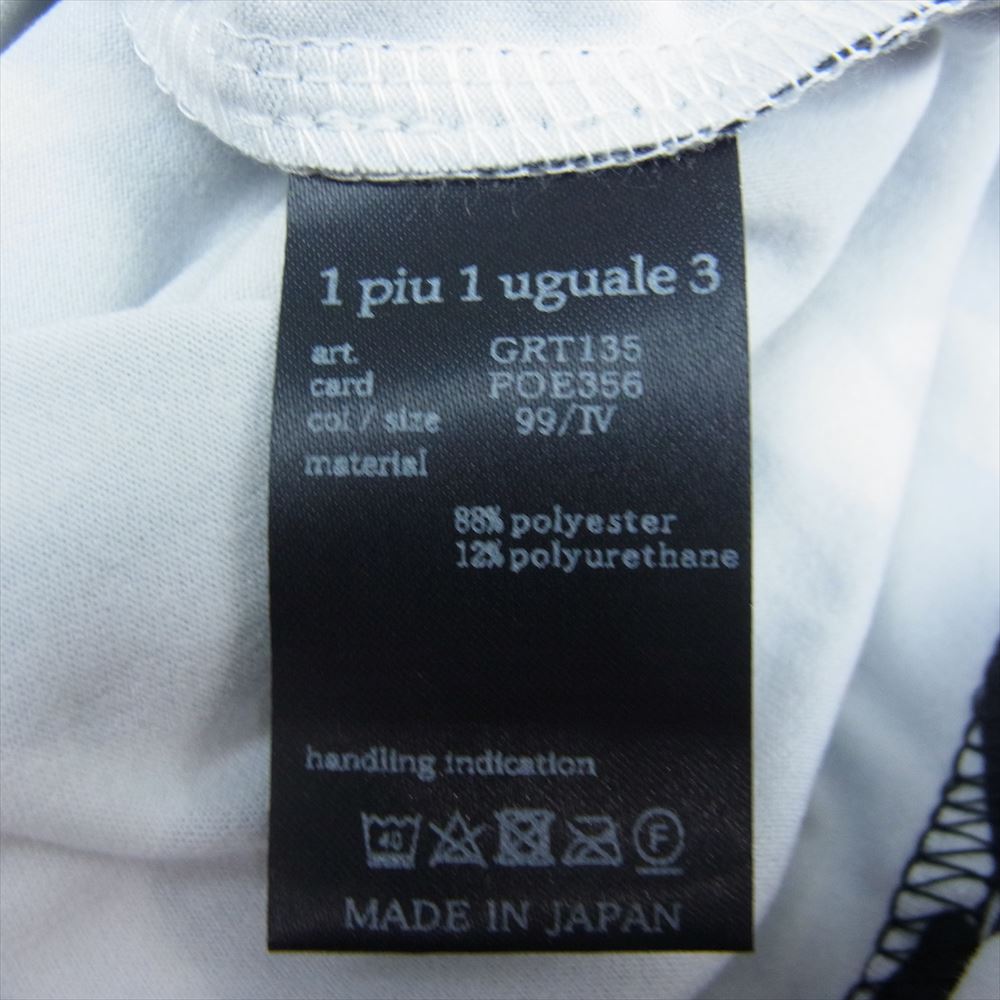 1 piu 1 uguale 3
art. GRT135
card POE356
col/size 99/IV
material
88% polyester
12% polyurethane
handling indication
40 F
MADE IN JAPAN